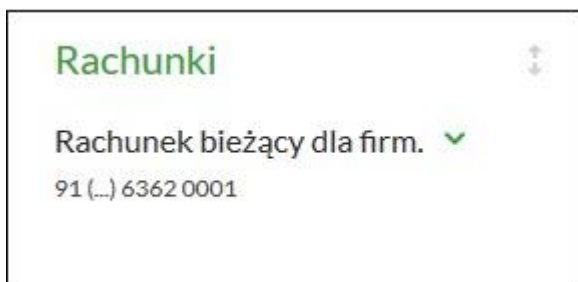 Rachunki
Rachunek bieżący dla firm.
91 (...) 6362 0001